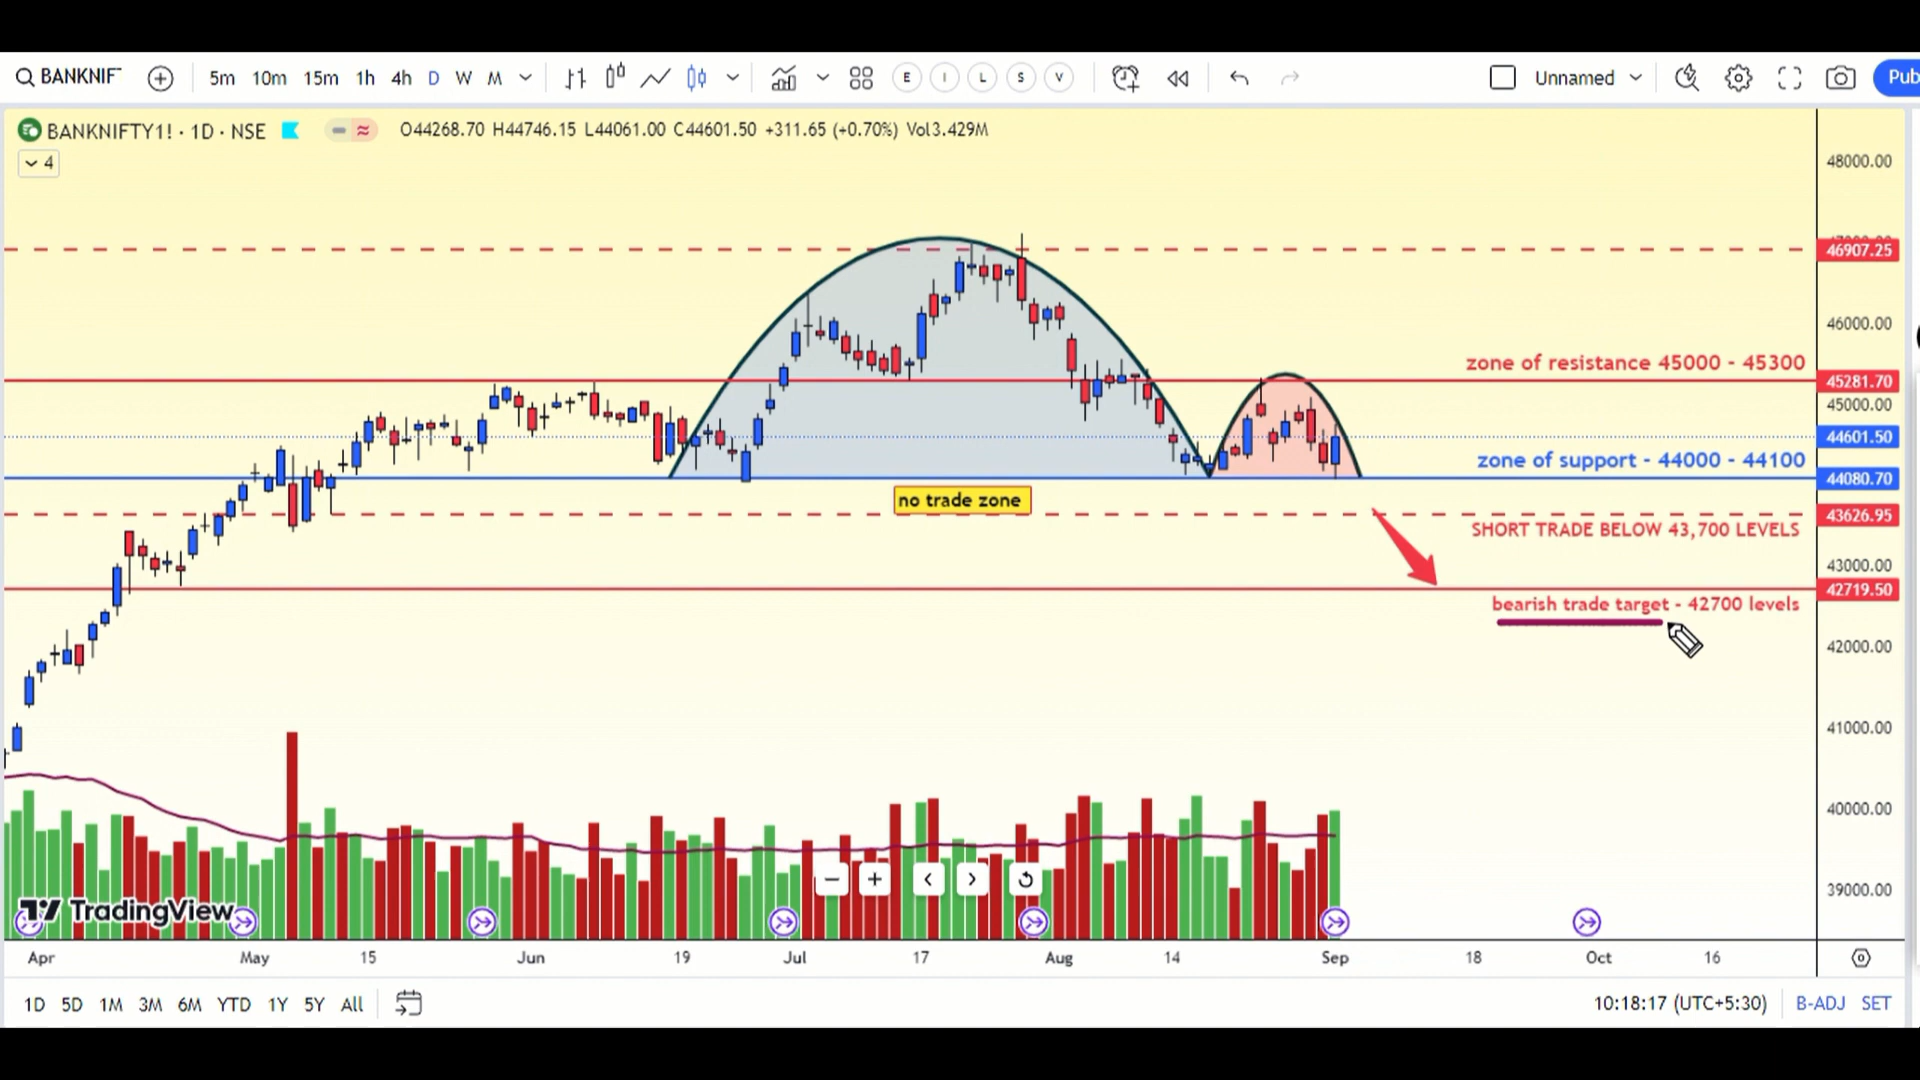 BANKNIF
5m 10m 15m 1h 4h D W M
E I L S V
Unnamed
Pub
BANKNIFTY1! · 1D · NSE
O44268.70 H44746.15 L44061.00 C44601.50 +311.65 (+0.70%) Vol3.429M
4
48000.00
46907.25
46000.00
zone of resistance 45000 - 45300
45281.70
45000.00
44601.50
zone of support - 44000 - 44100
44080.70
no trade zone
43626.95
SHORT TRADE BELOW 43,700 LEVELS
43000.00
42719.50
bearish trade target - 42700 levels
42000.00
41000.00
40000.00
39000.00
TradingView
Apr May 15 Jun 19 Jul 17 Aug 14 Sep 18 Oct 16
1D 5D 1M 3M 6M YTD 1Y 5Y All
10:18:17 (UTC+5:30) B-ADJ SET